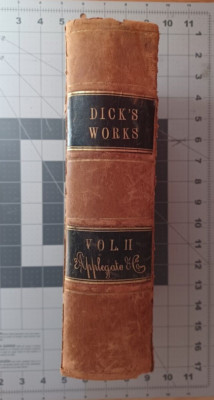 DICK'S
WORKS
VOL II
Applegate & Co